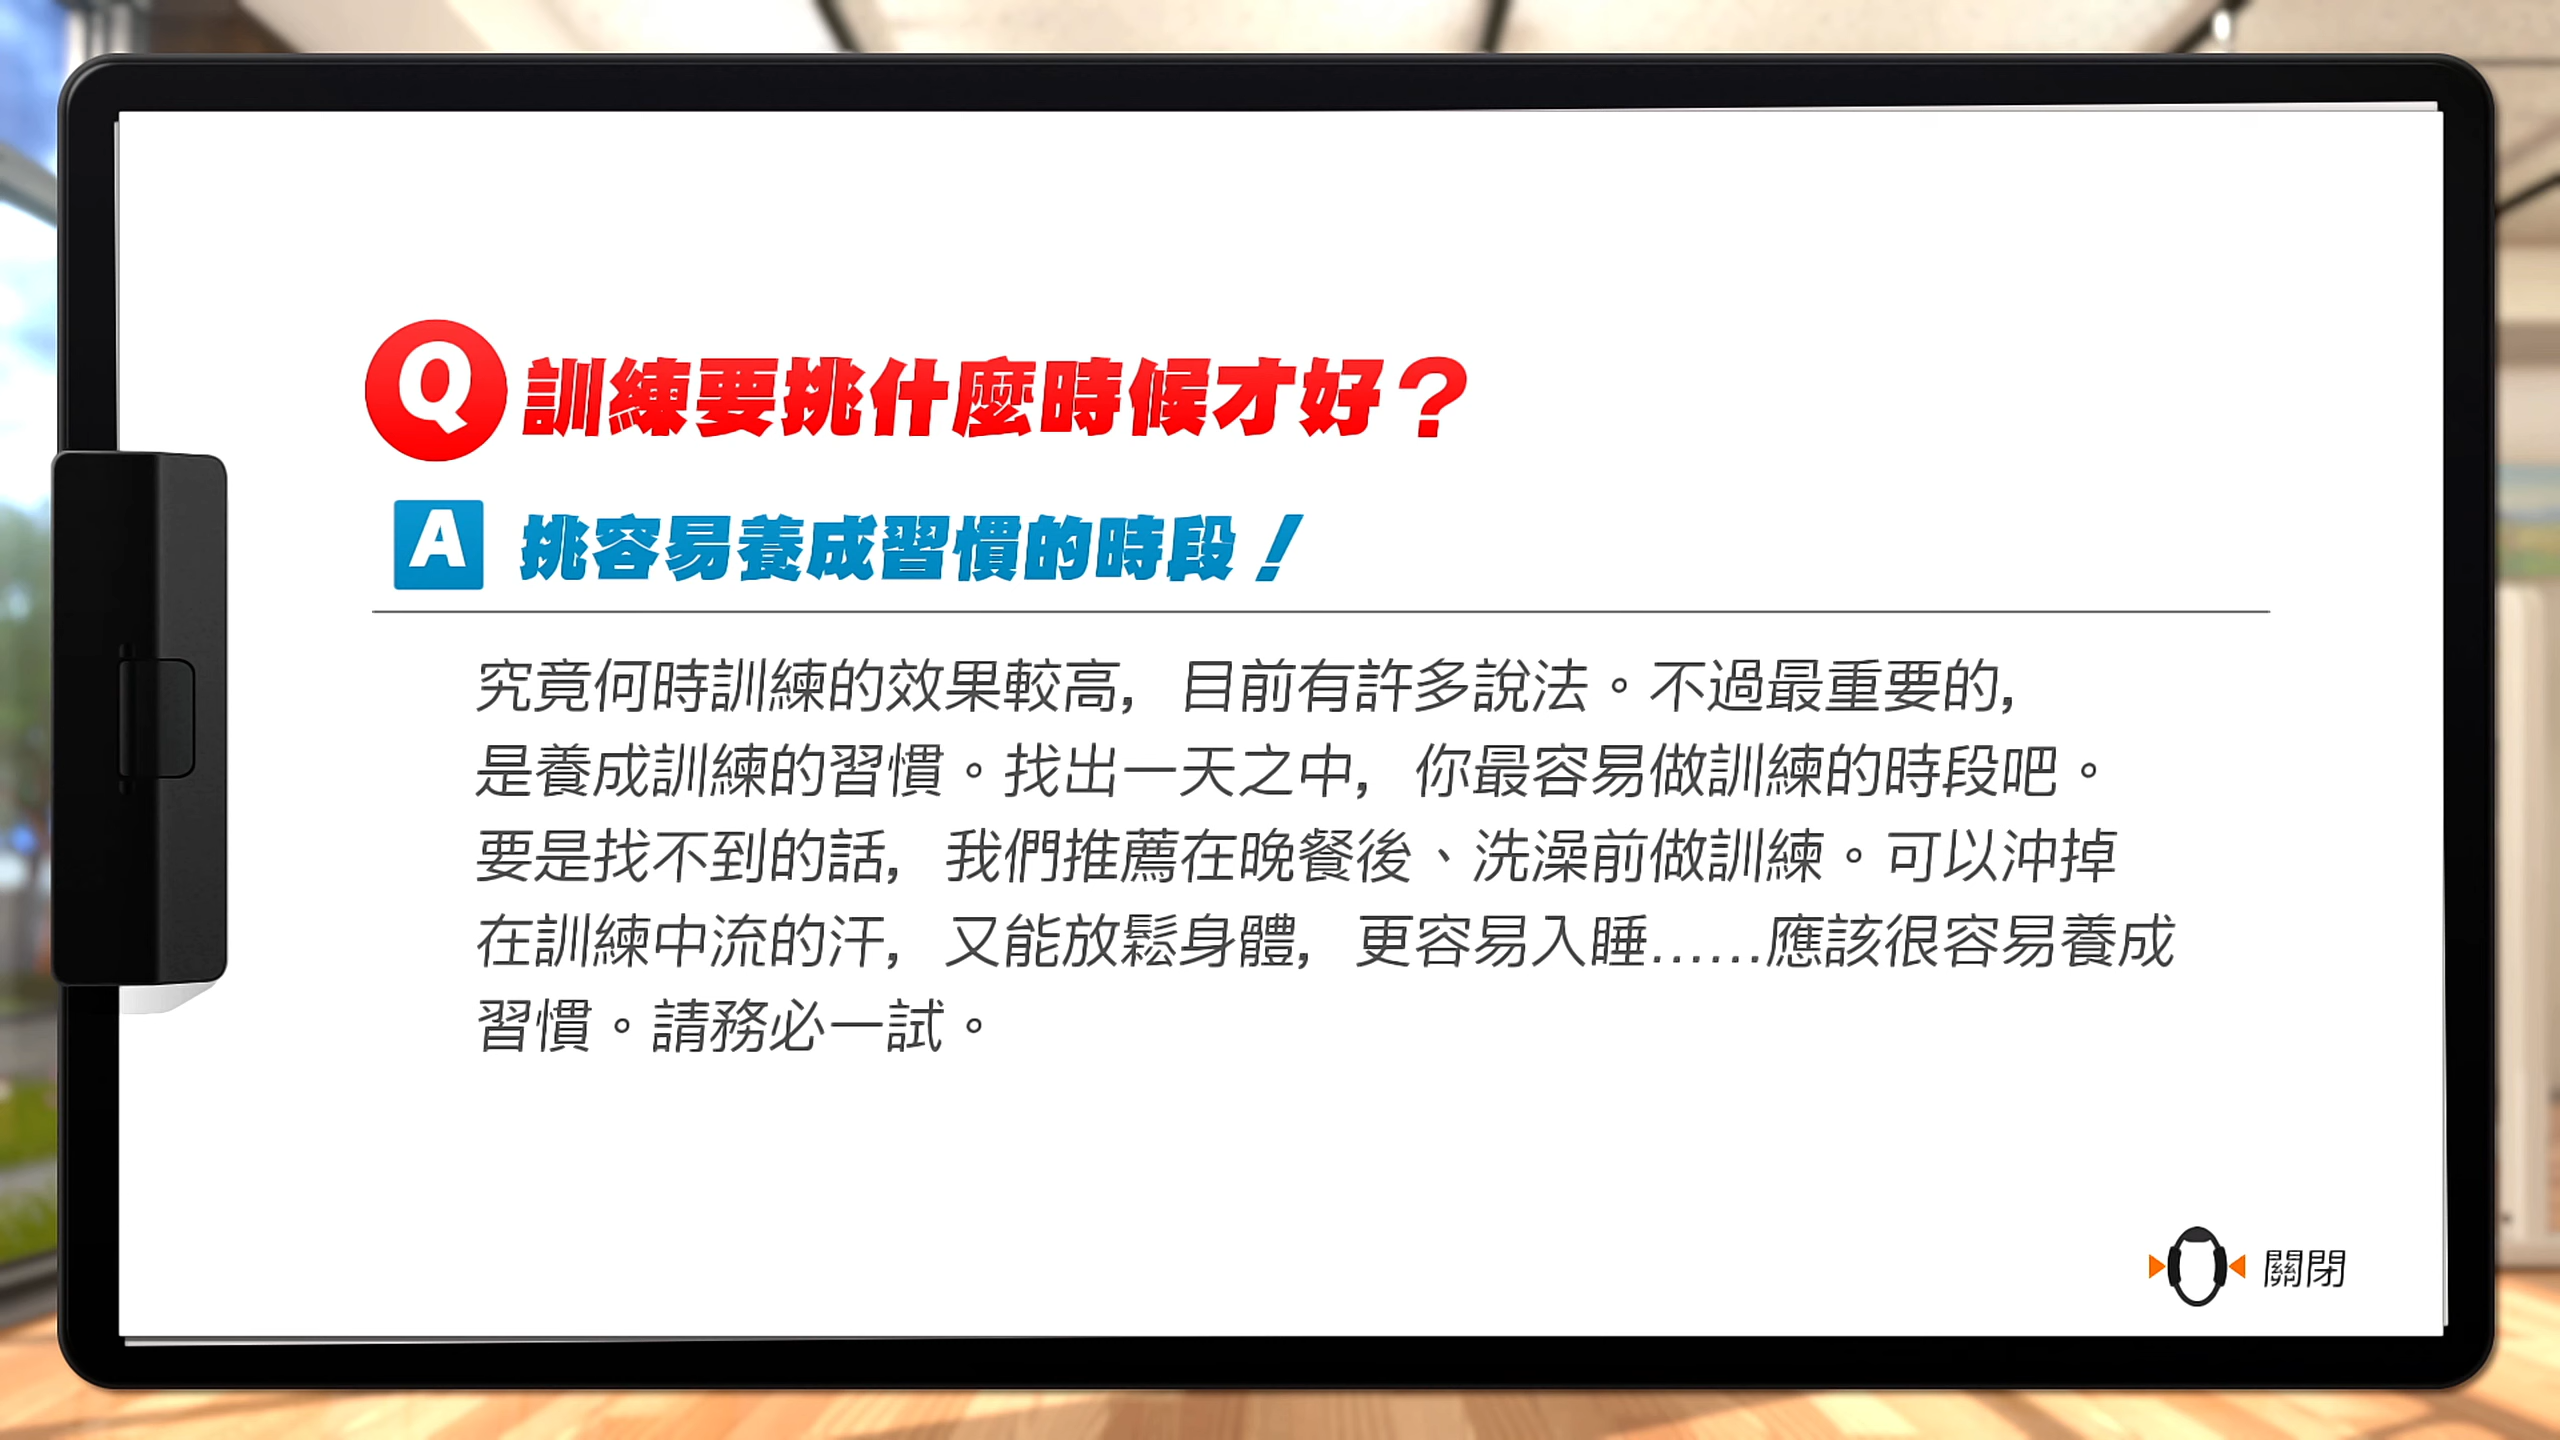 Q 訓練要挑什麼時候才好？
A 挑容易養成習慣的時段！
究竟何時訓練的效果較高，目前有許多說法。不過最重要的，
是養成訓練的習慣。找出一天之中，你最容易做訓練的時段吧。
要是找不到的話，我們推薦在晚餐後、洗澡前做訓練。可以沖掉
在訓練中流的汗，又能放鬆身體，更容易入睡……應該很容易養成
習慣。請務必一試。
關閉